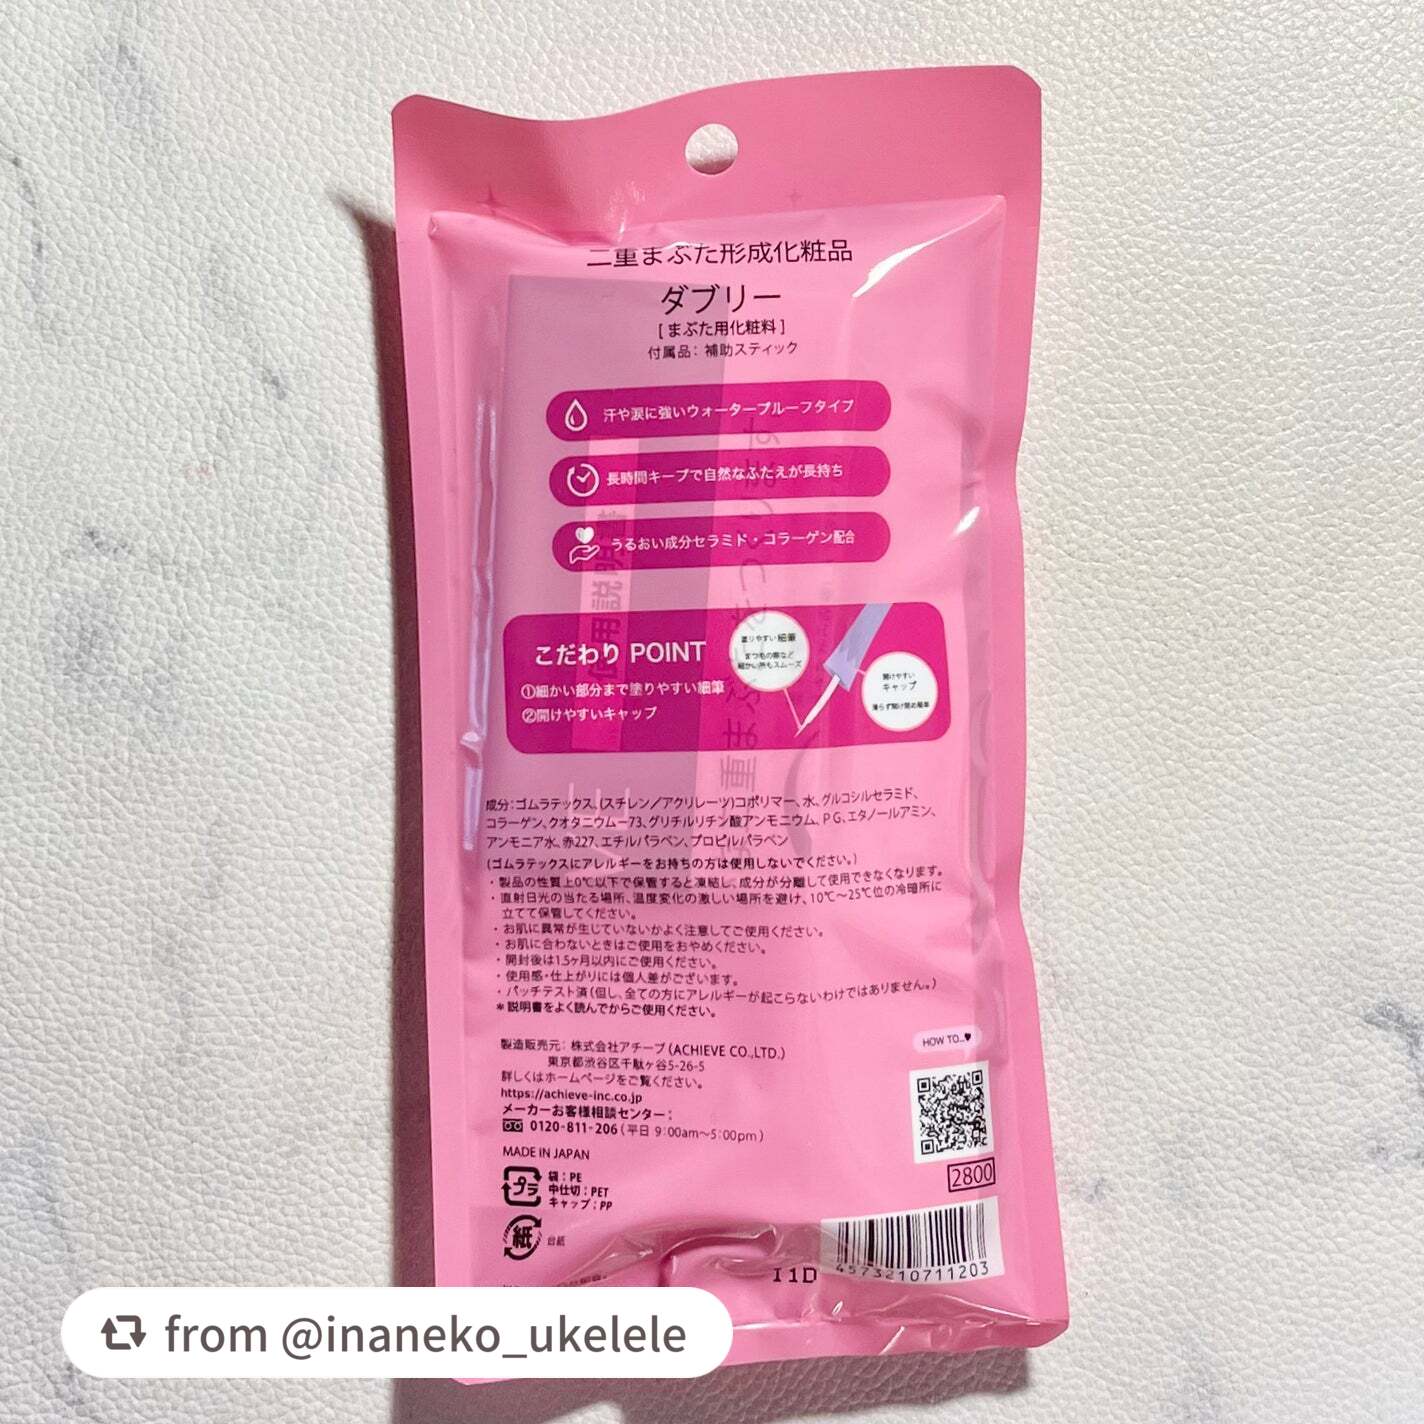 二重まぶた形成化粧品
ダブリー
[まぶた用化粧料]
付属品：補助スティック
汗や涙に強いウォータープルーフタイプ
長時間キープで自然なふたえが長持ち
うるおい成分セラミド・コラーゲン配合
こだわり POINT
①細かい部分まで塗りやすい細筆
②開けやすいキャップ
塗りやすい細筆
まつ毛の際など
細かい所もスムーズ
開けやすい
キャップ
滑らず開け閉め簡単
成分：ゴムラテックス、(スチレン／アクリレーツ)コポリマー、水、グルコシルセラミド、
コラーゲン、クオタニウム－73、グリチルリチン酸アンモニウム、PG、エタノールアミン、
アンモニア水、赤227、エチルパラベン、プロピルパラベン
(ゴムラテックスにアレルギーをお持ちの方は使用しないでください。)
・製品の性質上0℃以下で保管すると凍結し、成分が分離して使用できなくなります。
・直射日光の当たる場所、温度変化の激しい場所を避け、10℃～25℃位の冷暗所に
立てて保管してください。
・お肌に異常が生じていないかよく注意してご使用ください。
・お肌に合わないときはご使用をおやめください。
・開封後は1.5ヶ月以内にご使用ください。
・使用感・仕上がりには個人差がございます。
・パッチテスト済（但し、全ての方にアレルギーが起こらないわけではありません。）
＊説明書をよく読んでからご使用ください。
製造販売元：株式会社アチーブ（ACHIEVE CO.,LTD.）
東京都渋谷区千駄ヶ谷5-26-5
詳しくはホームページをご覧ください。
https://achieve-inc.co.jp
メーカーお客様相談センター：
0120-811-206（平日 9:00am～5:00pm）
MADE IN JAPAN
HOW TO...♥
2800
プラ
袋：PE
中仕切：PET
キャップ：PP
紙
台紙
I1D
4573210711203
from @inaneko_ukelele